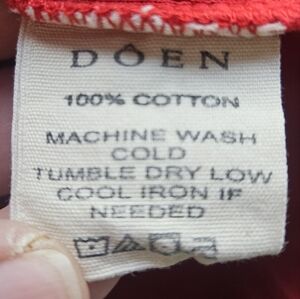 DÔEN
100% COTTON
MACHINE WASH
COLD
TUMBLE DRY LOW
COOL IRON IF
NEEDED